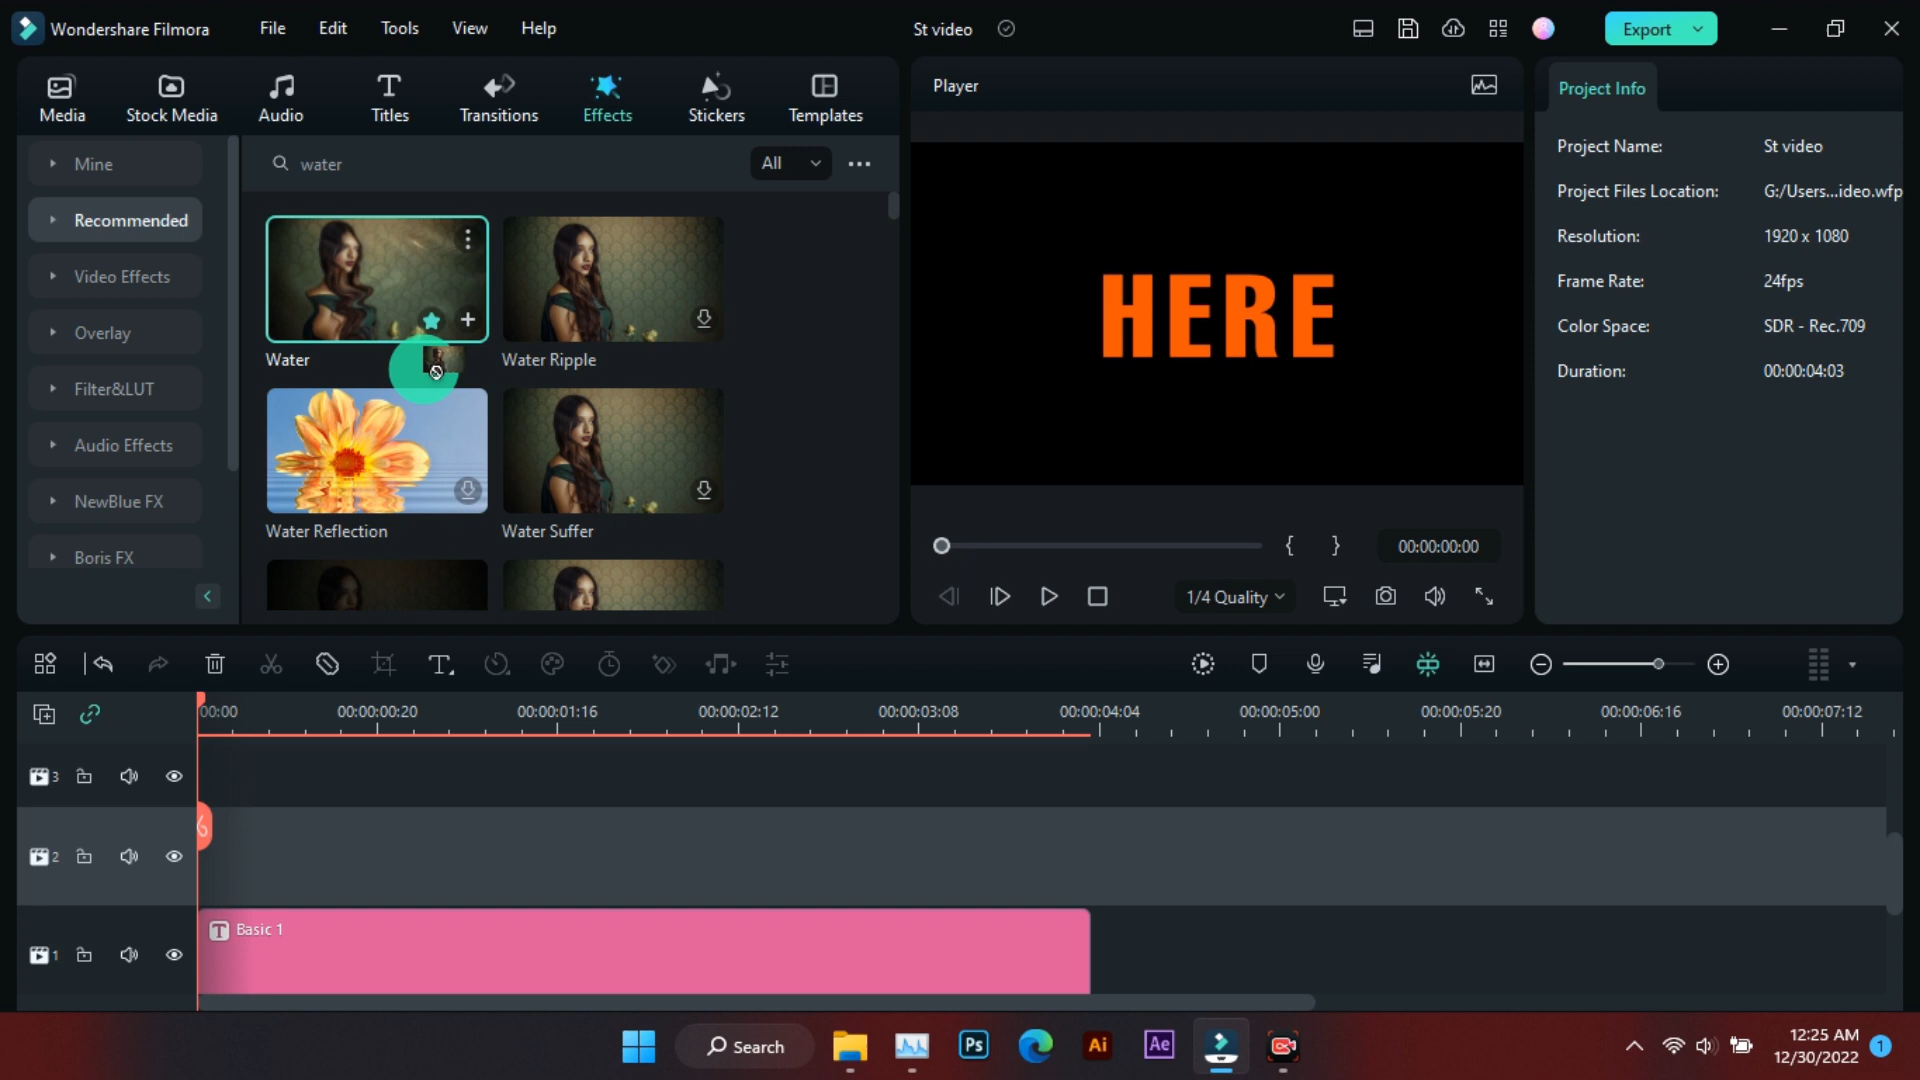 Wondershare Filmora
File
Edit
Tools
View
Help
St video
Export
Media
Stock Media
Audio
Titles
Transitions
Effects
Stickers
Templates
Mine
Recommended
Video Effects
Overlay
Filter&LUT
Audio Effects
NewBlue FX
Boris FX
water
All
Water
Water Ripple
Water Reflection
Water Suffer
Player
HERE
00:00:00:00
1/4 Quality
Project Info
Project Name: St video
Project Files Location: G:/Users...ideo.wfp
Resolution: 1920 x 1080
Frame Rate: 24fps
Color Space: SDR - Rec.709
Duration: 00:00:04:03
00:00
00:00:00:20
00:00:01:16
00:00:02:12
00:00:03:08
00:00:04:04
00:00:05:00
00:00:05:20
00:00:06:16
00:00:07:12
3
2
1
T Basic 1
Search
Ps
Ai
Ae
12:25 AM
12/30/2022
1